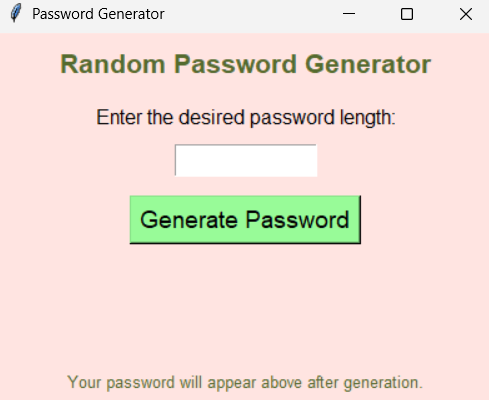 Password Generator
Random Password Generator
Enter the desired password length:
Generate Password
Your password will appear above after generation.